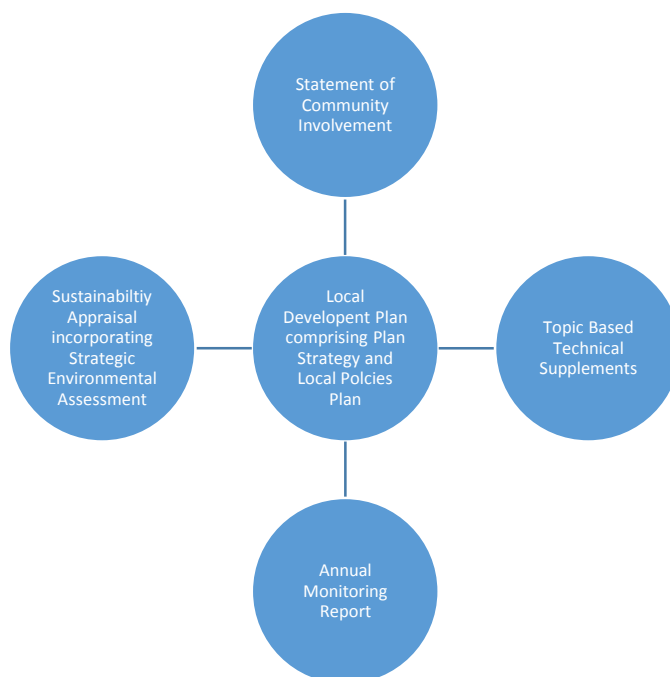 Statement of
Community
Involvement
Sustainabiltiy
Appraisal
incorporating
Strategic
Environmental
Assessment
Local
Developent Plan
comprising Plan
Strategy and
Local Polcies
Plan
Topic Based
Technical
Supplements
Annual
Monitoring
Report